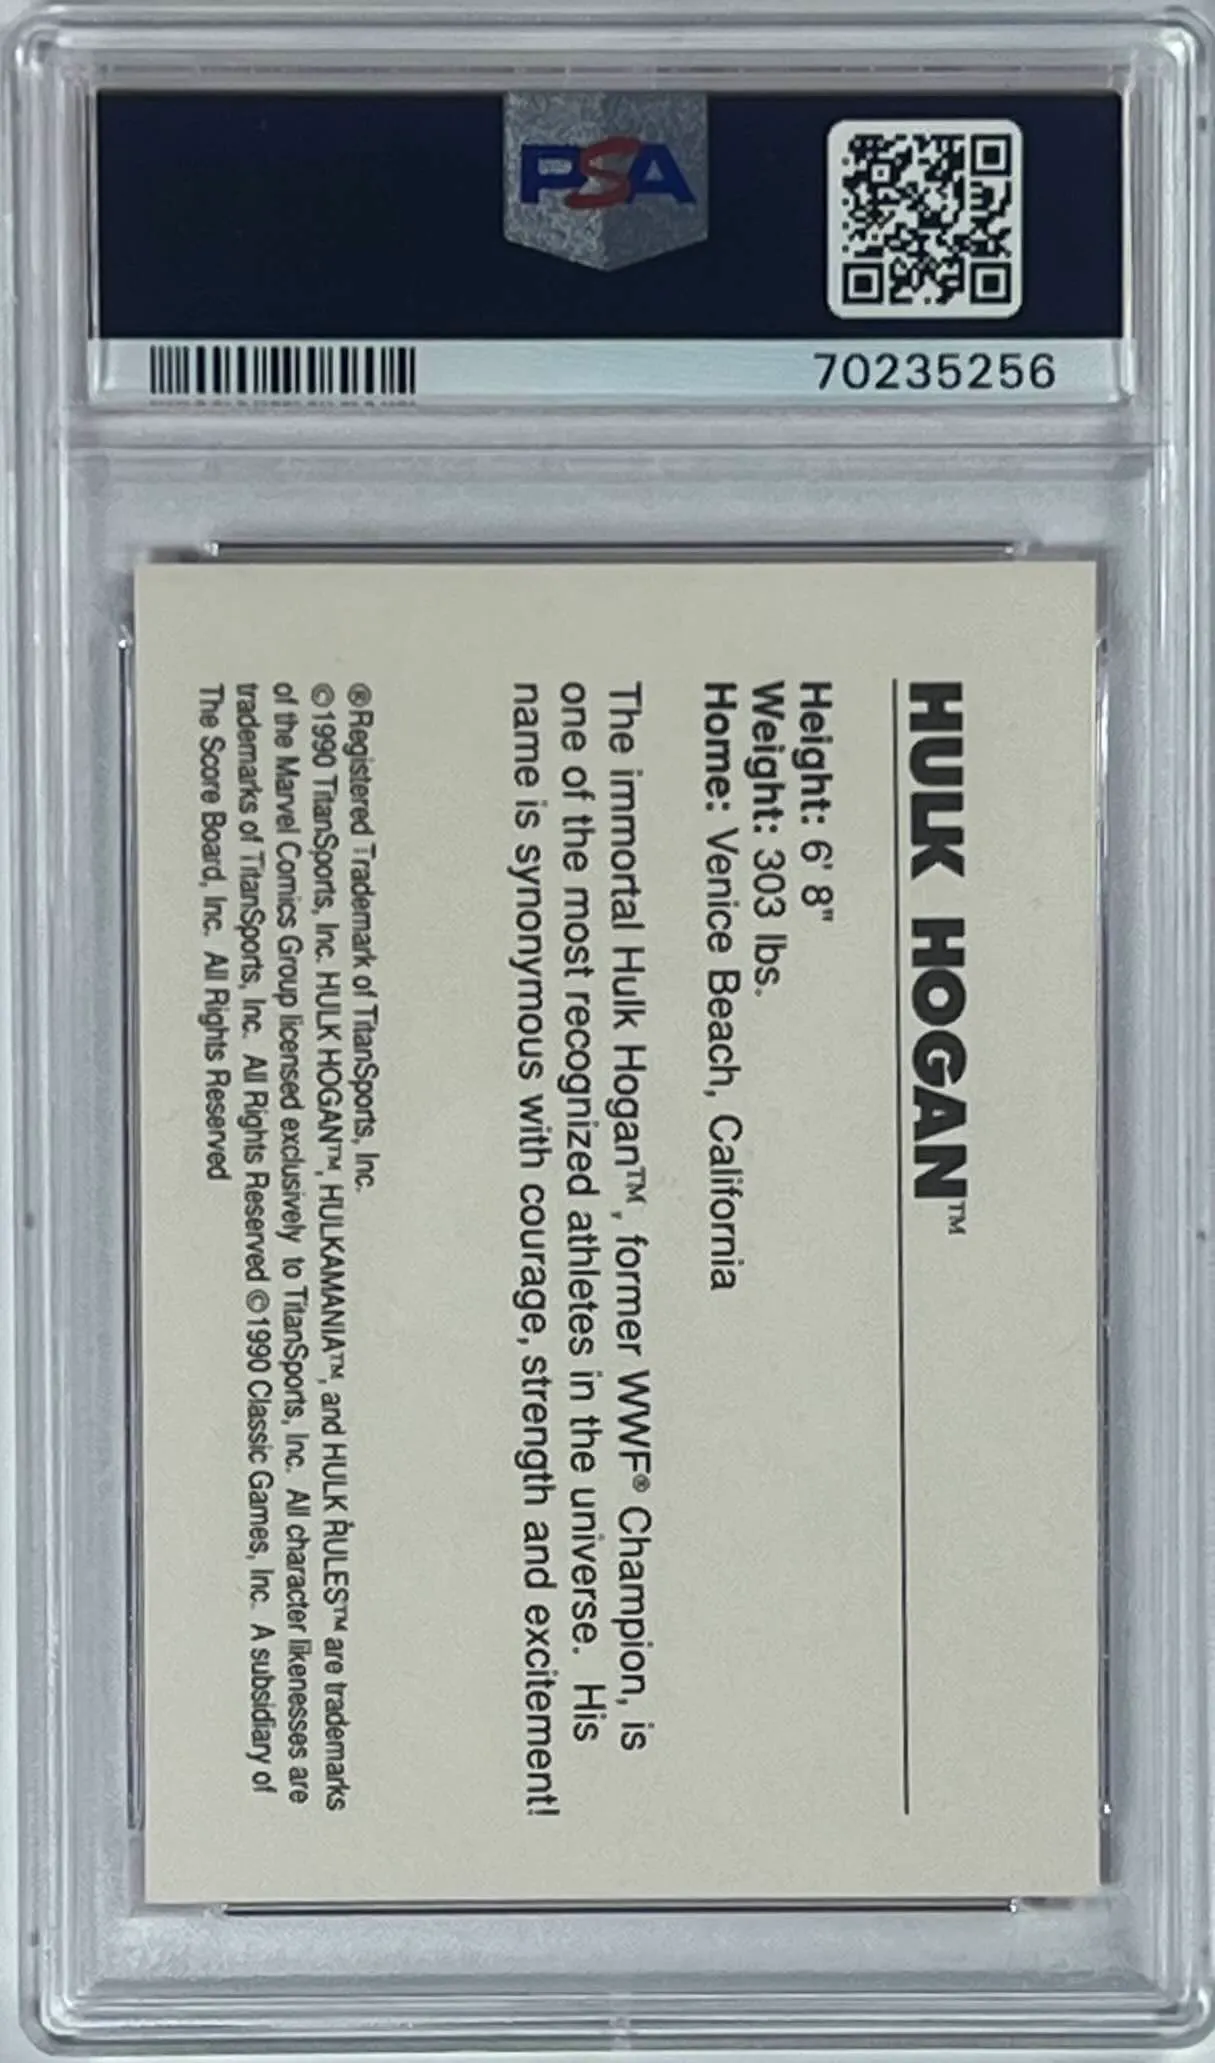 PSA
70235256
HULK HOGAN™
Height: 6' 8"
Weight: 303 lbs.
Home: Venice Beach, California
The immortal Hulk Hogan™, former WWF® Champion, is
one of the most recognized athletes in the universe. His
name is synonymous with courage, strength and excitement!
®Registered Trademark of TitanSports, Inc.
©1990 TitanSports, Inc. HULK HOGAN™, HULKAMANIA™, and HULK RULES™ are trademarks
of the Marvel Comics Group licensed exclusively to TitanSports, Inc. All character likenesses are
trademarks of TitanSports, Inc. All Rights Reserved ©1990 Classic Games, Inc. A subsidiary of
The Score Board, Inc. All Rights Reserved